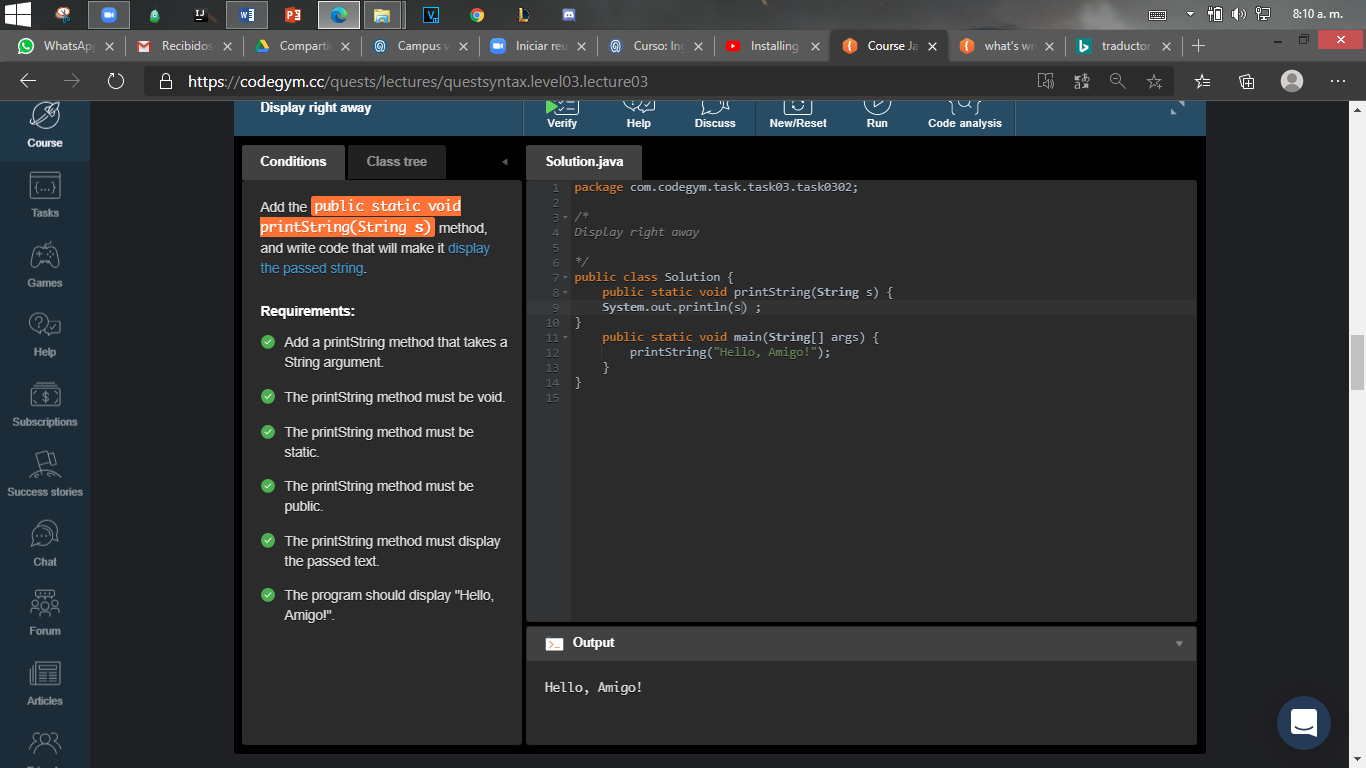 8:10 a. m.
WhatsAp
Recibidos
Comparti
Campus v
Iniciar reu
Curso: In
Installing
Course Ja
what's wr
traductor
https://codegym.cc/quests/lectures/questsyntax.level03.lecture03
Display right away
Verify
Help
Discuss
New/Reset
Run
Code analysis
Course
Tasks
Games
Help
Subscriptions
Success stories
Chat
Forum
Articles
Conditions
Class tree
Add the public static void
printString(String s) method,
and write code that will make it display
the passed string.
Requirements:
Add a printString method that takes a
String argument.
The printString method must be void.
The printString method must be
static.
The printString method must be
public.
The printString method must display
the passed text.
The program should display "Hello,
Amigo!".
Solution.java
1 package com.codegym.task.task03.task0302;
2
3 /*
4 Display right away
5
6 */
7 public class Solution {
8 public static void printString(String s) {
9 System.out.println(s) ;
10 }
11 public static void main(String[] args) {
12 printString("Hello, Amigo!");
13 }
14 }
15
Output
Hello, Amigo!